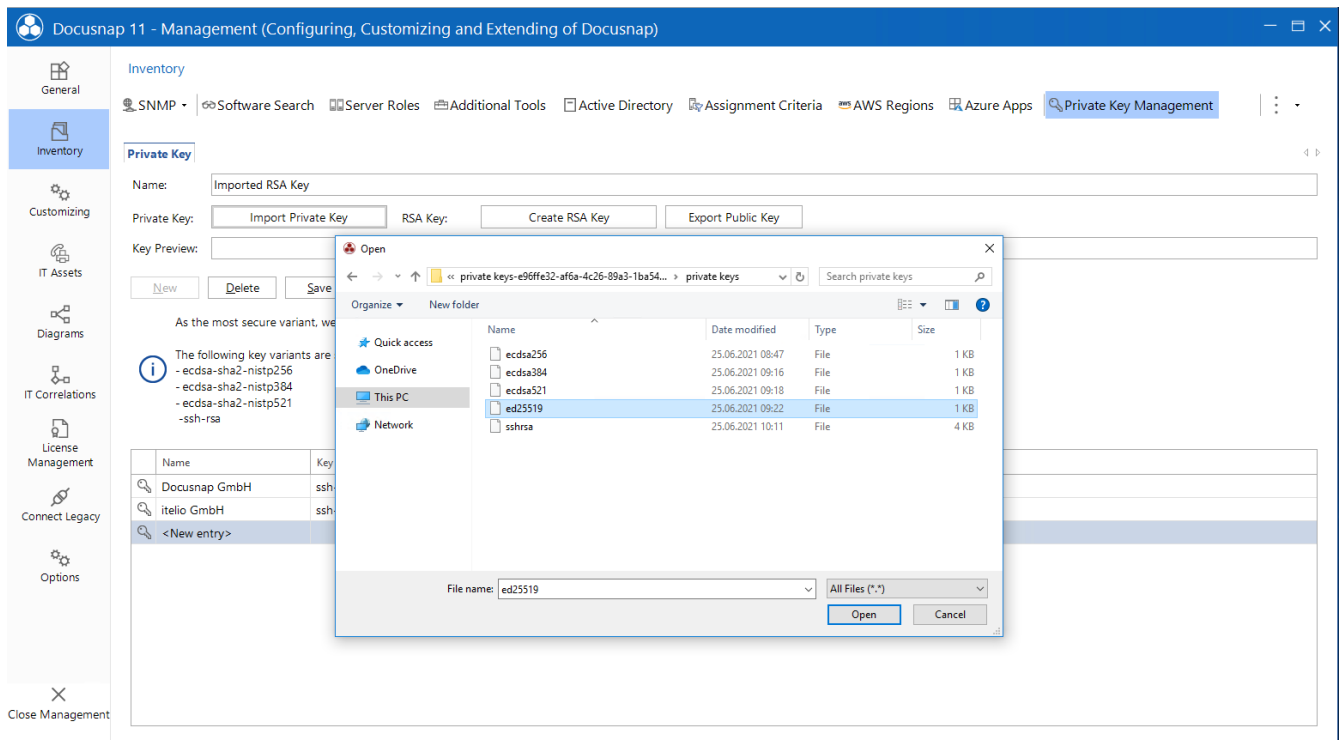 Docusnap 11 - Management (Configuring, Customizing and Extending of Docusnap)
General
Inventory
Customizing
IT Assets
Diagrams
IT Correlations
License
Management
Connect Legacy
Options
Close Management
Inventory
SNMP
Software Search
Server Roles
Additional Tools
Active Directory
Assignment Criteria
aws AWS Regions
Azure Apps
Private Key Management
Private Key
Name: Imported RSA Key
Private Key: Import Private Key RSA Key: Create RSA Key Export Public Key
Key Preview:
New Delete Save
As the most secure variant, we
The following key variants are
- ecdsa-sha2-nistp256
- ecdsa-sha2-nistp384
- ecdsa-sha2-nistp521
-ssh-rsa
Name Key
Docusnap GmbH ssh-
itelio GmbH ssh-
<New entry>
Open
« private keys-e96ffe32-af6a-4c26-89a3-1ba54... › private keys
Search private keys
Organize New folder
Quick access
OneDrive
This PC
Network
Name Date modified Type Size
ecdsa256 25.06.2021 08:47 File 1 KB
ecdsa384 25.06.2021 09:16 File 1 KB
ecdsa521 25.06.2021 09:18 File 1 KB
ed25519 25.06.2021 09:22 File 1 KB
sshrsa 25.06.2021 10:11 File 4 KB
File name: ed25519 All Files (*.*)
Open Cancel